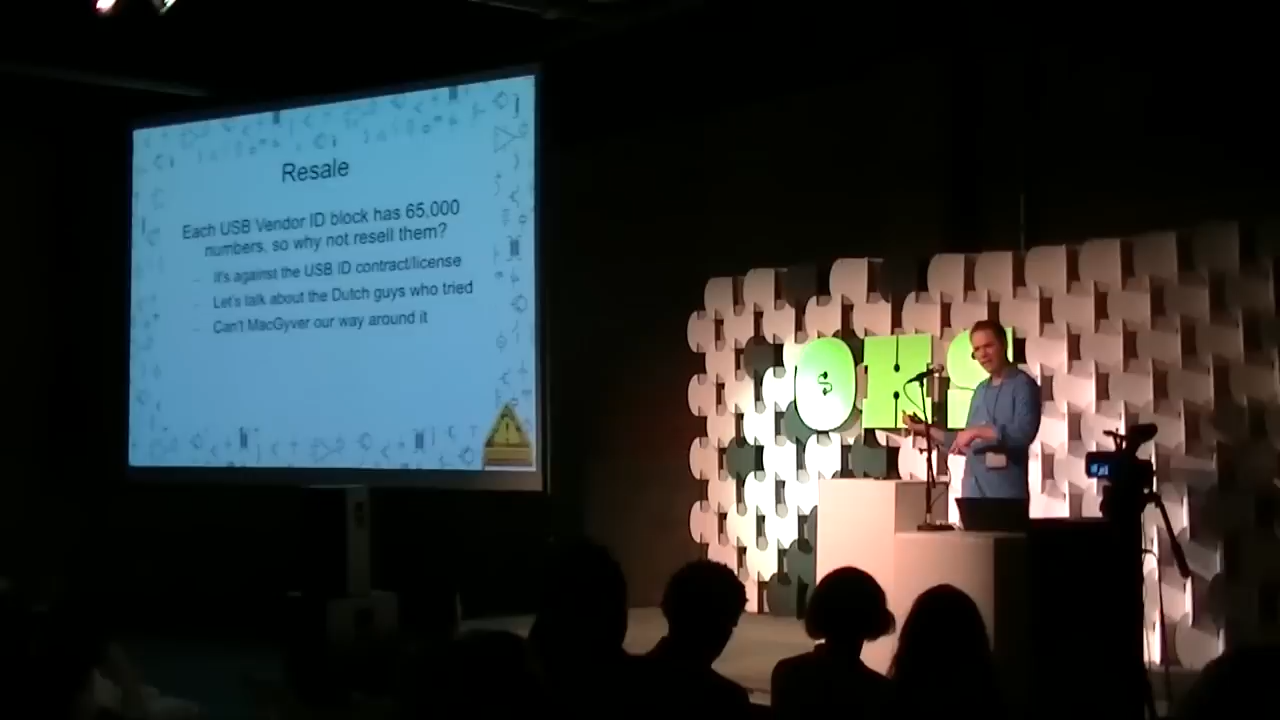 Resale
Each USB Vendor ID block has 65,000
numbers, so why not resell them?
- It's against the USB ID contract/license
- Let's talk about the Dutch guys who tried
- Can't MacGyver our way around it
OHS